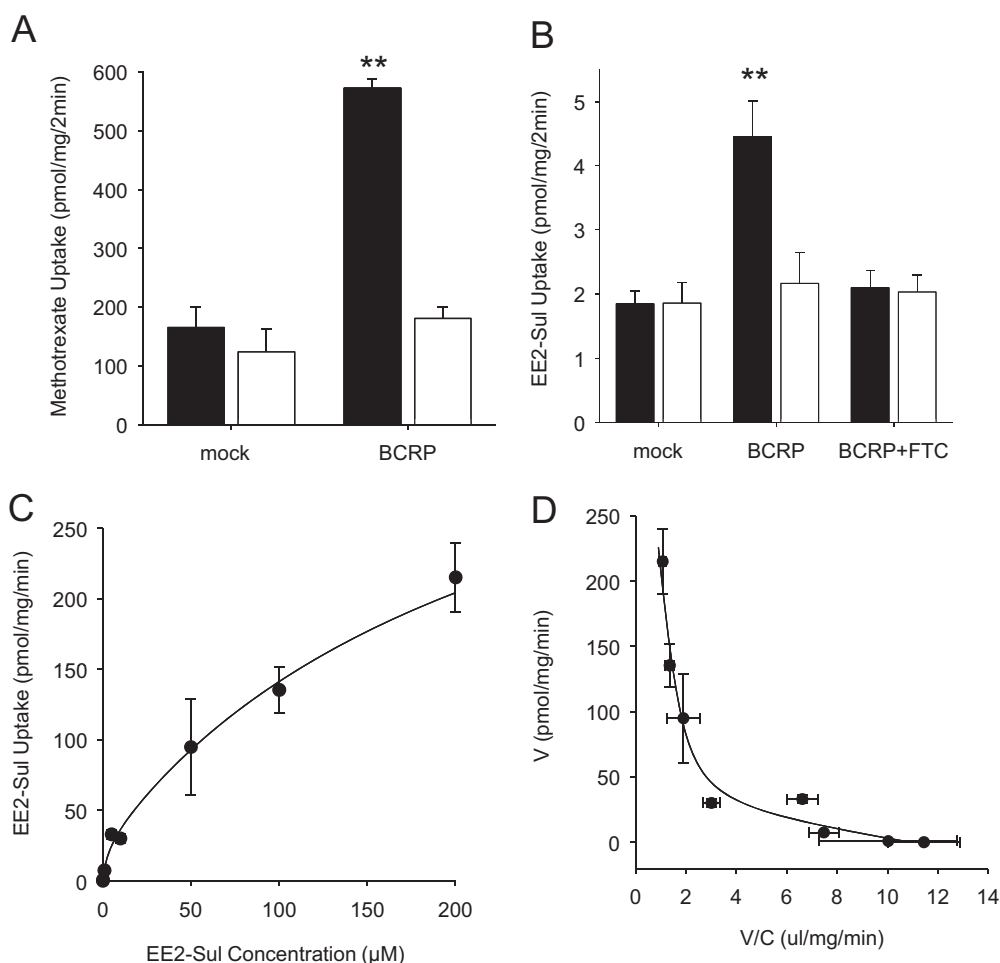 A
Methotrexate Uptake (pmol/mg/2min)
600
500
400
300
200
100
0
**
mock
BCRP
B
EE2-Sul Uptake (pmol/mg/2min)
5
4
3
2
1
0
**
mock
BCRP
BCRP+FTC
C
EE2-Sul Uptake (pmol/mg/min)
250
200
150
100
50
0
0 50 100 150 200
EE2-Sul Concentration (µM)
D
V (pmol/mg/min)
250
200
150
100
50
0
0 2 4 6 8 10 12 14
V/C (ul/mg/min)